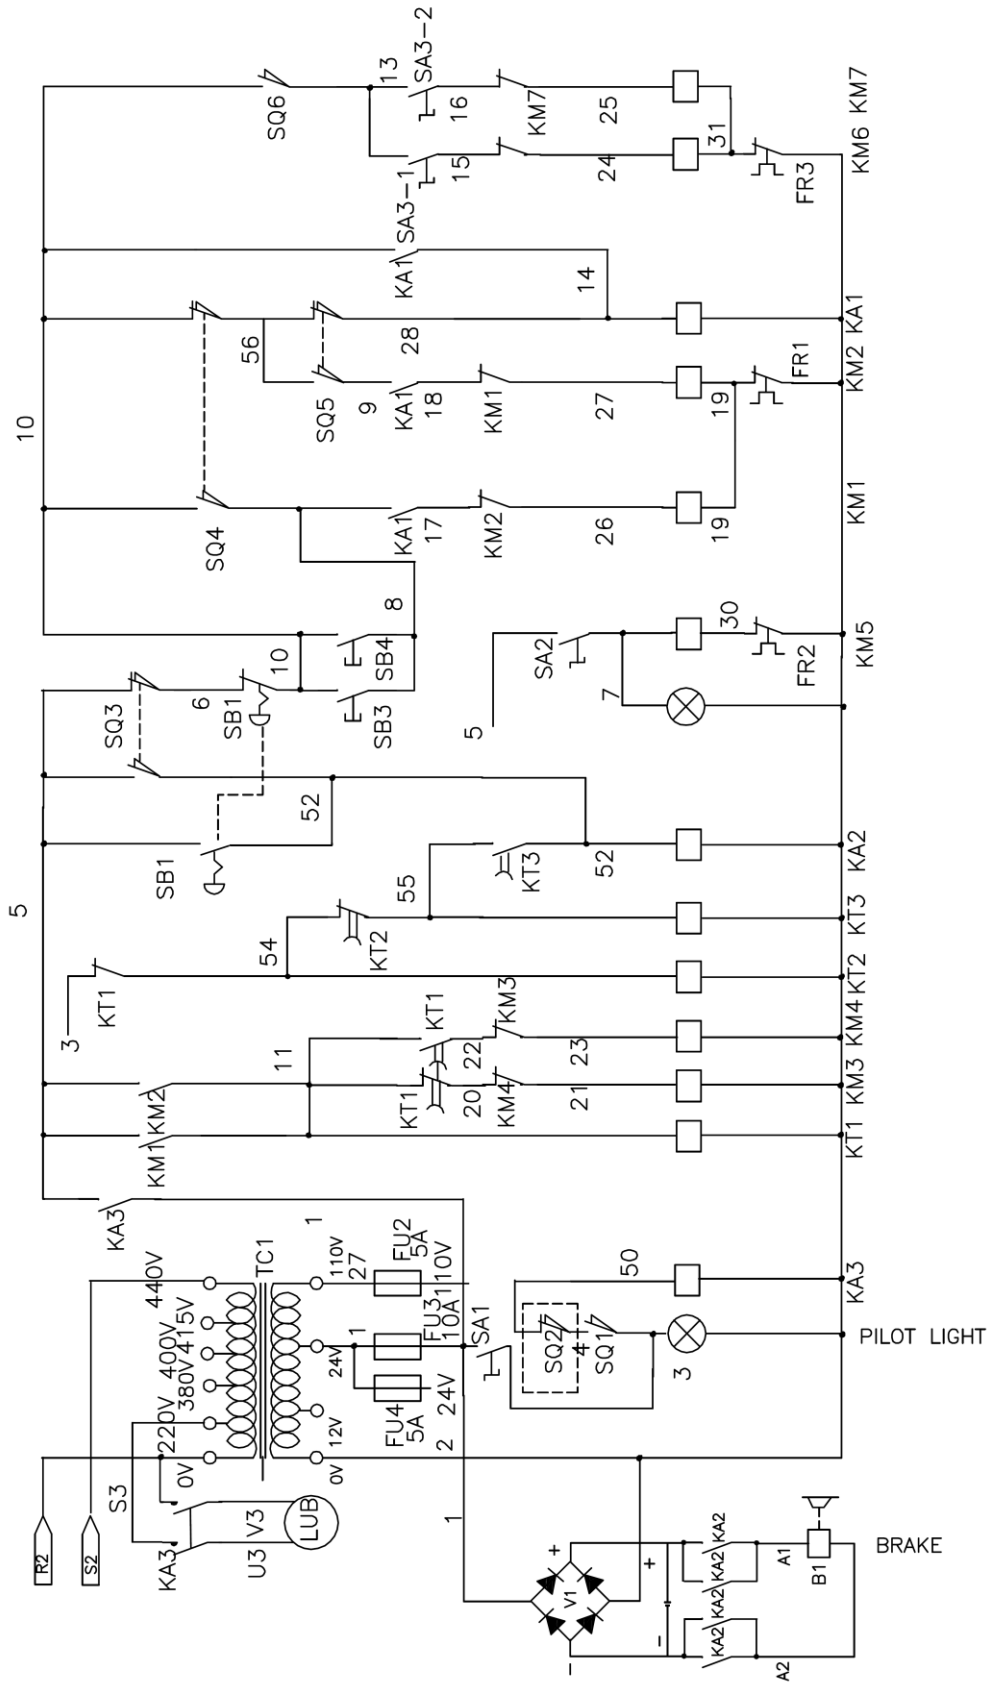 SA3-2
13
SQ6
16
KM7
25
KM6 KM7
SA3-1
15
24
31
FR3
KA1
14
56
28
KA1
10
SQ5
9
KA1
18
KM1
27
19
FR1
KM2
SQ4
KA1
17
KM2
26
19
KM1
8
SQ3
6
SB1
10
SB4
SB3
5
SA2
7
30
FR2
KM5
SB1
52
5
55
KT3
52
KA2
54
KT2
KT3
3
KT1
KT2
11
KT1
KM3
22
23
KM4
KM2
KT1
20
KM4
21
KM3
KM1
KT1
KA3
440V
415V
400V
380V
220V
0V
TC1
1
110V
27
FU2
5A
110V
24V
1
FU3
10A
SA1
12V
0V
FU4
5A
24V
2
SQ2
4
SQ1
50
KA3
3
PILOT LIGHT
R2
S2
S3
KA3
V3
U3
LUB
1
V1
+
-
+
-
KA2
KA2
KA2
KA2
A1
B1
A2
BRAKE